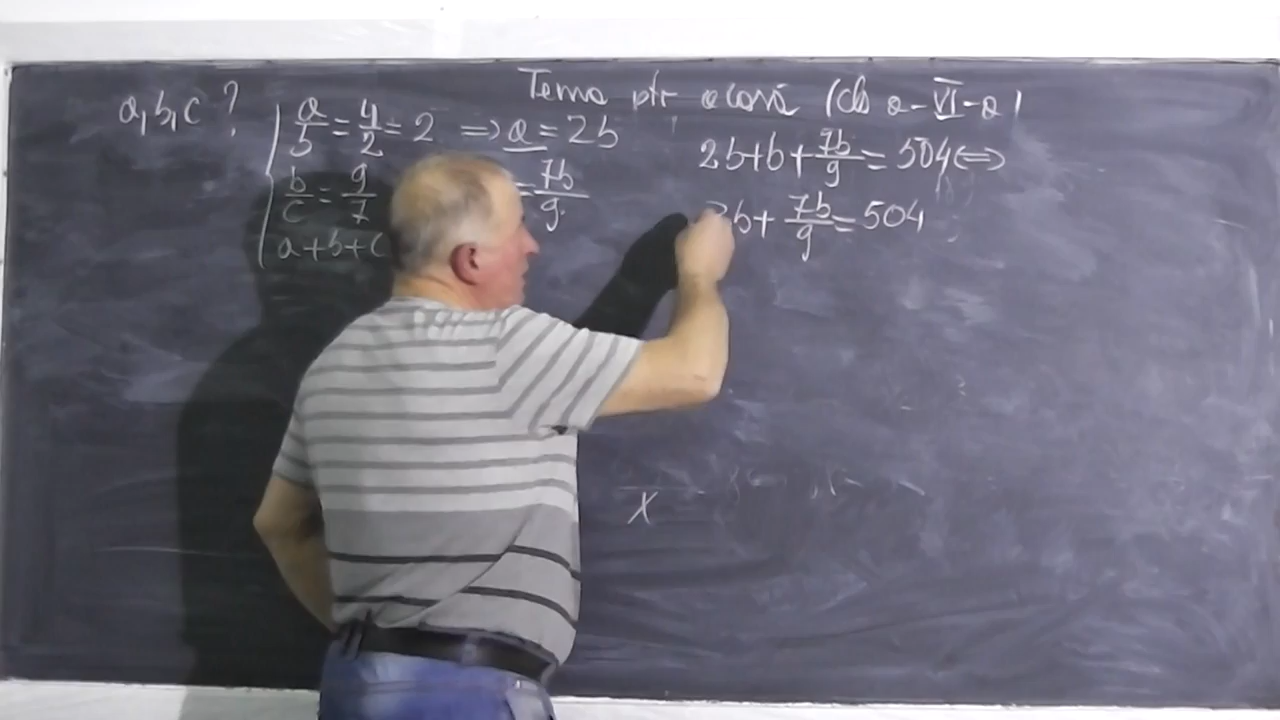 Tema ptr acasă (cls a-VI-a)
a, b, c ?
a/b = 4/2 = 2 => a = 2b
b/c = 9/7 = 7b/9
a+b+c
2b+b+7b/9 = 504 <=>
3b+7b/9 = 504
x